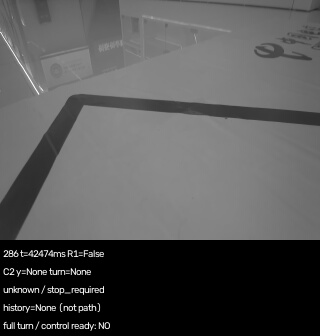 286 t=42474ms R1=False
C2 y=None turn=None
unknown / stop_required
history=None (not path)
full turn / control ready: NO